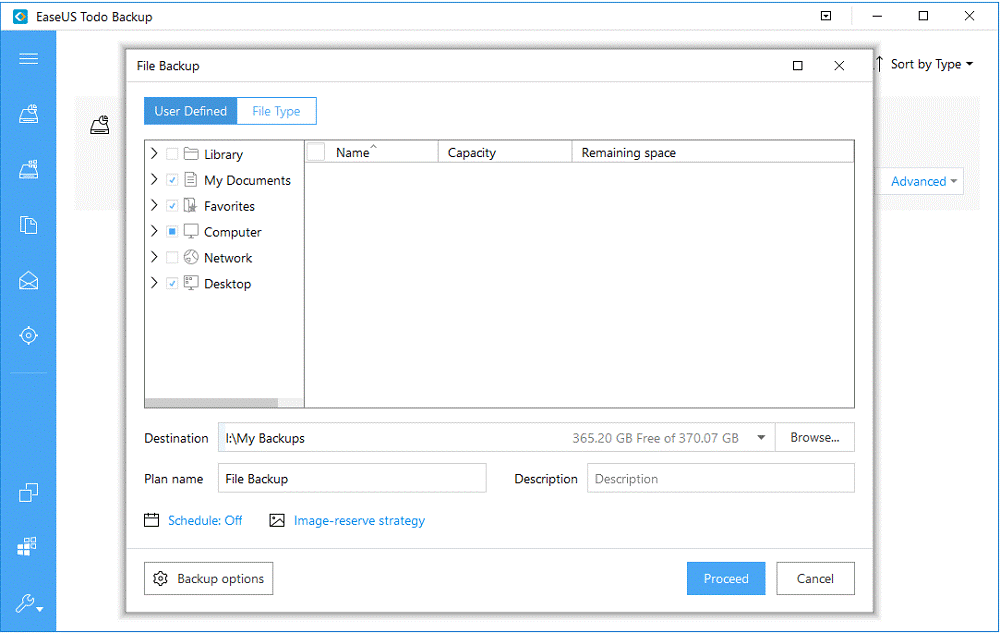 EaseUS Todo Backup
File Backup
Sort by Type
User Defined
File Type
Name
Capacity
Remaining space
Library
My Documents
Favorites
Computer
Network
Desktop
Advanced
Destination
I:\My Backups
365.20 GB Free of 370.07 GB
Browse...
Plan name
File Backup
Description
Description
Schedule: Off
Image-reserve strategy
Backup options
Proceed
Cancel